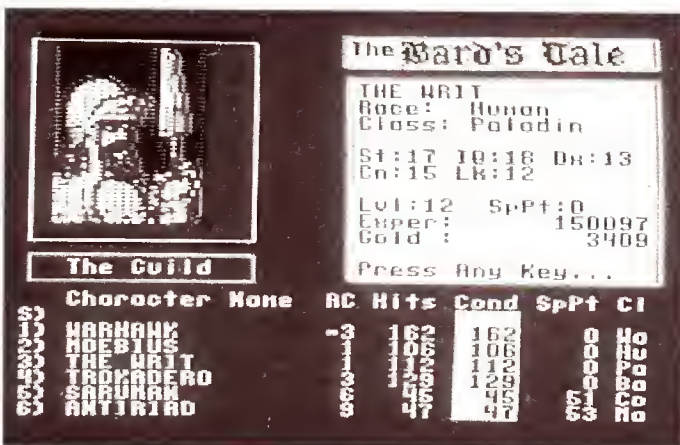 The Bard's Tale
THE WRIT
Race: Human
Class: Paladin
St:17 IQ:18 Dx:13
Cn:15 Lk:12
Lvl:12 SpPt:0
Exper: 150097
Gold : 3409
Press Any Key...
The Guild
Character Name AC Hits Cond SpPt Cl
S>
1> WARHAWK -3 162 162 0 Wa
2> MOEBIUS 1 106 106 0 Hu
3> THE WRIT 1 112 112 0 Pa
4> TROKADERO 3 129 129 0 Ba
5> SARUMAN 45 45 Co
6> ANTIRIAD 47 47 Ma